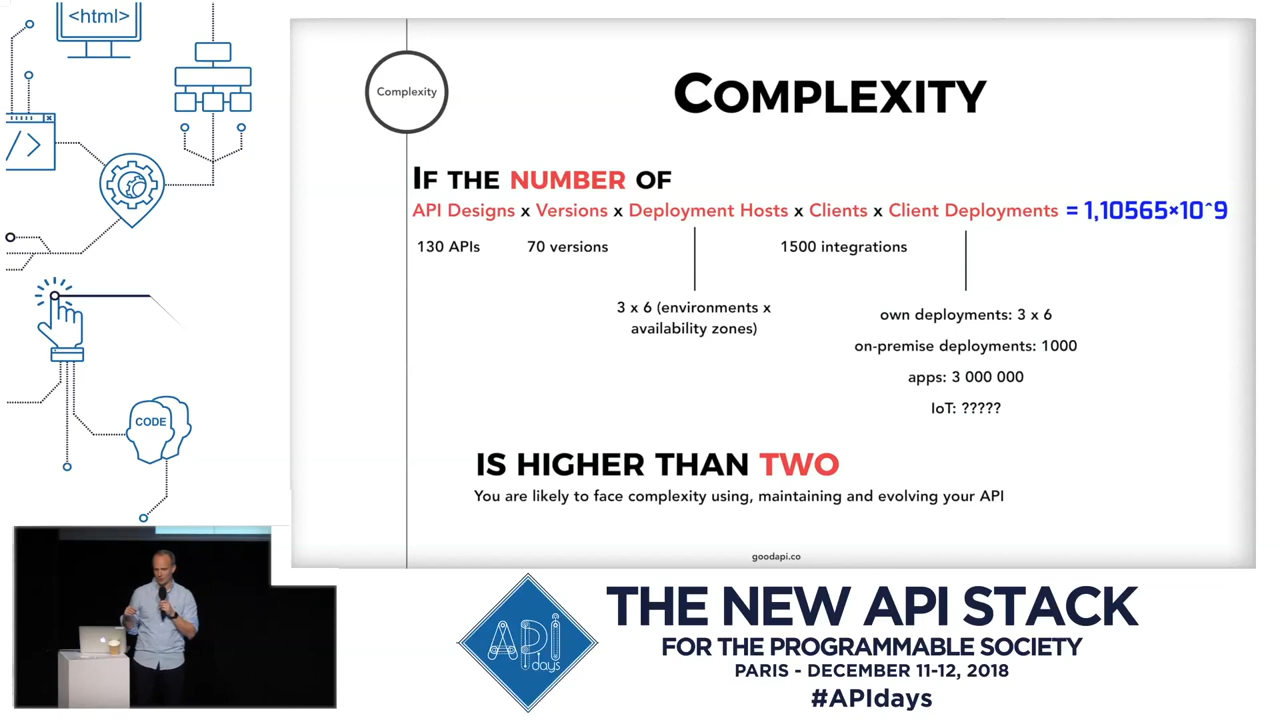 <html>
</>
CODE
Complexity
COMPLEXITY
IF THE NUMBER OF
API Designs x Versions x Deployment Hosts x Clients x Client Deployments = 1,10565×10^9
130 APIs 70 versions 1500 integrations
3 x 6 (environments x
availability zones)
own deployments: 3 x 6
on-premise deployments: 1000
apps: 3 000 000
IoT: ?????
IS HIGHER THAN TWO
You are likely to face complexity using, maintaining and evolving your API
goodapi.co
API
days
THE NEW API STACK
FOR THE PROGRAMMABLE SOCIETY
PARIS - DECEMBER 11-12, 2018
#APIdays